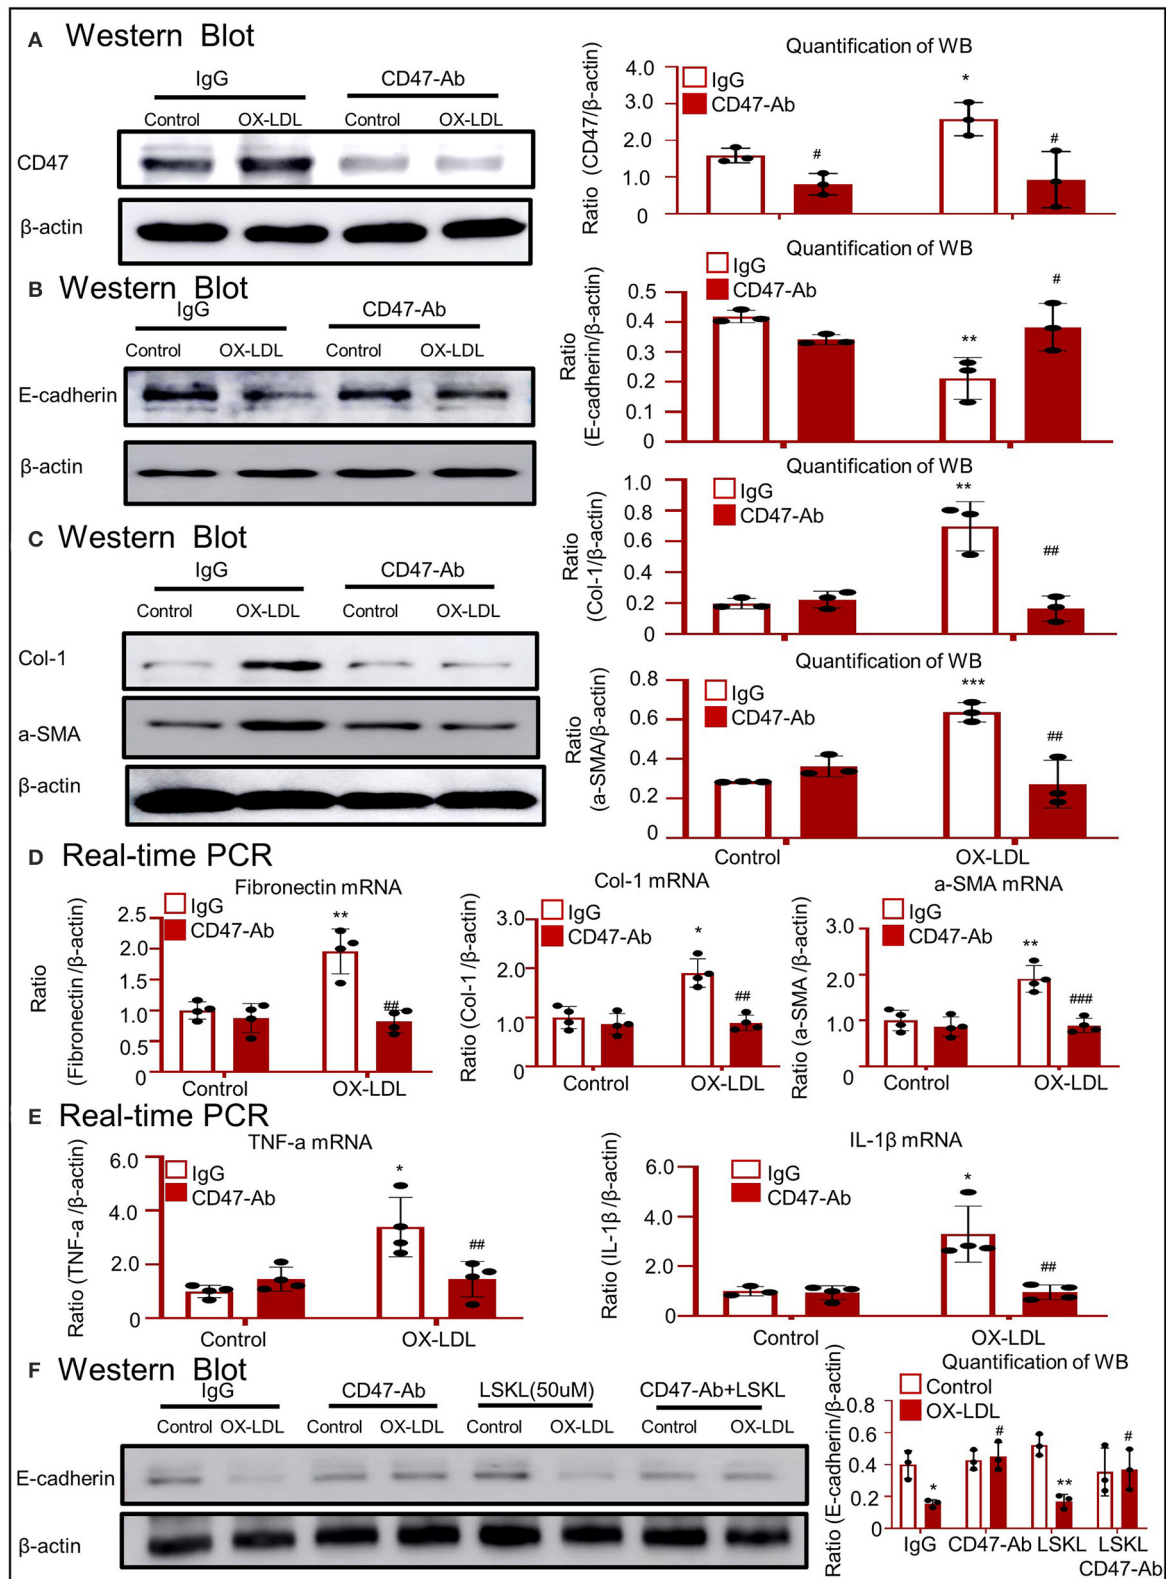 A Western Blot
IgG CD47-Ab
Control OX-LDL Control OX-LDL
CD47
β-actin
Quantification of WB
IgG
CD47-Ab
Ratio (CD47/β-actin)
4.0
3.0
2.0
1.0
0
# * #
B Western Blot
IgG CD47-Ab
Control OX-LDL Control OX-LDL
E-cadherin
β-actin
Quantification of WB
IgG
CD47-Ab
Ratio
(E-cadherin/β-actin)
0.5
0.4
0.3
0.2
0.1
0
** #
C Western Blot
IgG CD47-Ab
Control OX-LDL Control OX-LDL
Col-1
a-SMA
β-actin
Quantification of WB
IgG
CD47-Ab
Ratio
(Col-1/β-actin)
1.0
0.8
0.6
0.4
0.2
0
** ##
Quantification of WB
IgG
CD47-Ab
Ratio
(a-SMA/β-actin)
0.8
0.6
0.4
0.2
0
*** ##
Control OX-LDL
D Real-time PCR
Fibronectin mRNA
IgG
CD47-Ab
Ratio
(Fibronectin /β-actin)
2.5
2.0
1.5
1.0
0.5
0
** ##
Control OX-LDL
Col-1 mRNA
IgG
CD47-Ab
Ratio (Col-1 /β-actin)
3.0
2.0
1.0
0
* ##
Control OX-LDL
a-SMA mRNA
IgG
CD47-Ab
Ratio (a-SMA /β-actin)
3.0
2.0
1.0
0
** ###
Control OX-LDL
E Real-time PCR
TNF-a mRNA
IgG
CD47-Ab
Ratio (TNF-a /β-actin)
6.0
4.0
2.0
0
* ##
Control OX-LDL
IL-1β mRNA
IgG
CD47-Ab
Ratio (IL-1β /β-actin)
6.0
4.0
2.0
0
* ##
Control OX-LDL
F Western Blot
IgG CD47-Ab LSKL(50uM) CD47-Ab+LSKL
Control OX-LDL Control OX-LDL Control OX-LDL Control OX-LDL
E-cadherin
β-actin
Quantification of WB
Control
OX-LDL
Ratio (E-cadherin/β-actin)
0.8
0.6
0.4
0.2
0
* # ** #
IgG CD47-Ab LSKL LSKL
CD47-Ab